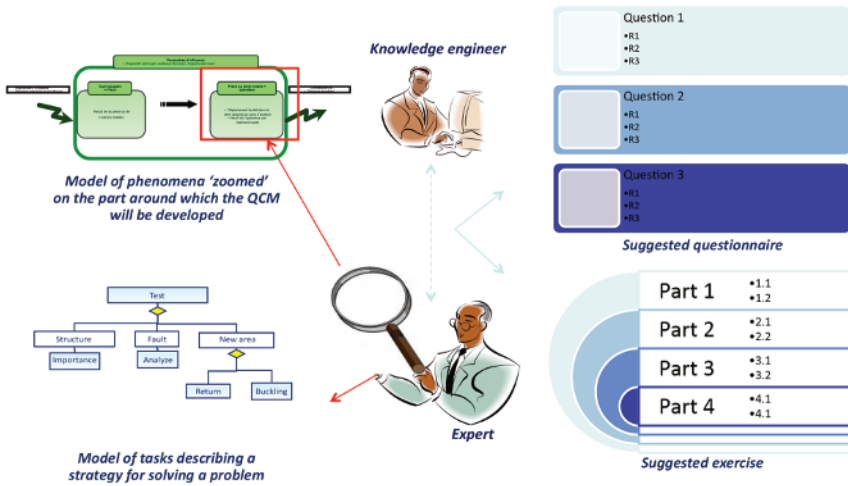 Knowledge engineer
Model of phenomena ‘zoomed’
on the part around which the QCM
will be developed
Test
Structure
Fault
New area
Importance
Analyze
Return
Buckling
Model of tasks describing a
strategy for solving a problem
Expert
Question 1
•R1
•R2
•R3
Question 2
•R1
•R2
•R3
Question 3
•R1
•R2
•R3
Suggested questionnaire
Part 1
•1.1
•1.2
Part 2
•2.1
•2.2
Part 3
•3.1
•3.2
Part 4
•4.1
•4.1
Suggested exercise